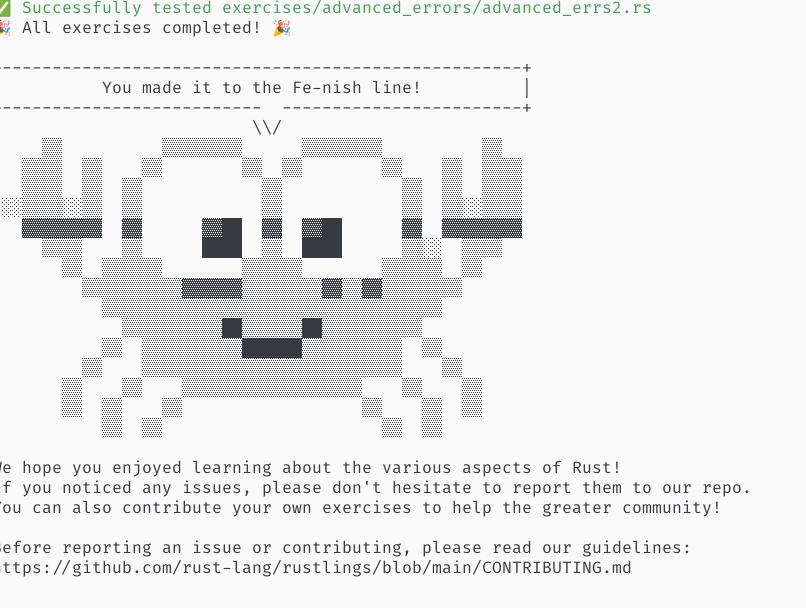 ✅ Successfully tested exercises/advanced_errors/advanced_errs2.rs
🎉 All exercises completed! 🎉
-----------------------------------------------------+
You made it to the Fe-nish line! |
--------------------------  ------------------------+
\\/
We hope you enjoyed learning about the various aspects of Rust!
If you noticed any issues, please don't hesitate to report them to our repo.
You can also contribute your own exercises to help the greater community!
Before reporting an issue or contributing, please read our guidelines:
https://github.com/rust-lang/rustlings/blob/main/CONTRIBUTING.md